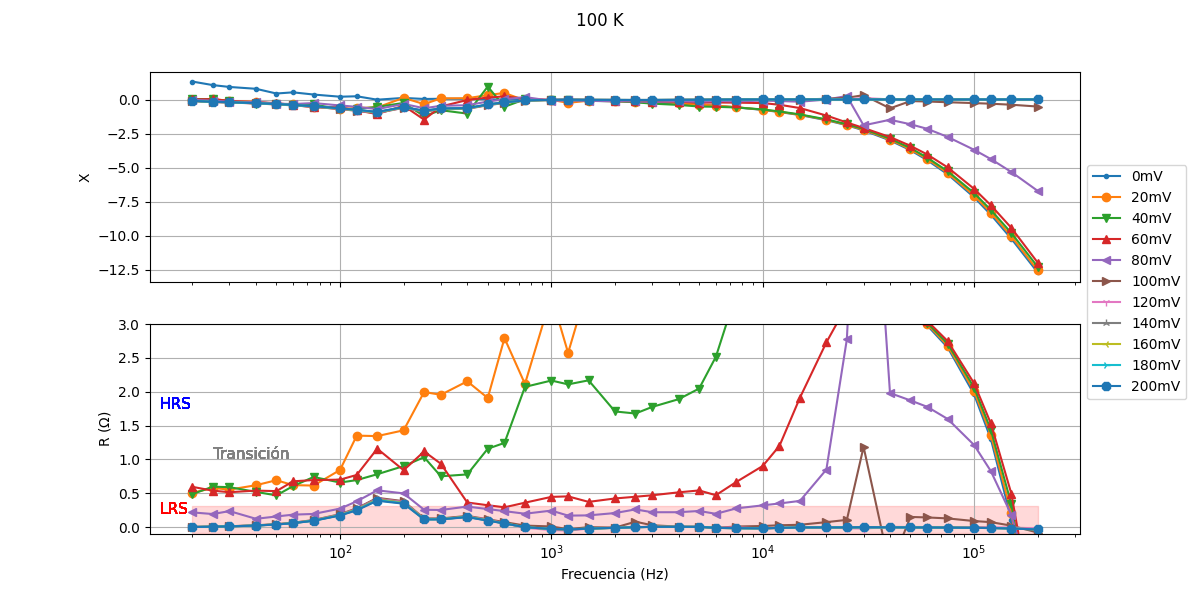 100 K
0.0
−2.5
−5.0
−7.5
−10.0
−12.5
X
3.0
2.5
2.0
1.5
1.0
0.5
0.0
R (Ω)
HRS
Transición
LRS
10²
10³
10⁴
10⁵
Frecuencia (Hz)
0mV
20mV
40mV
60mV
80mV
100mV
120mV
140mV
160mV
180mV
200mV